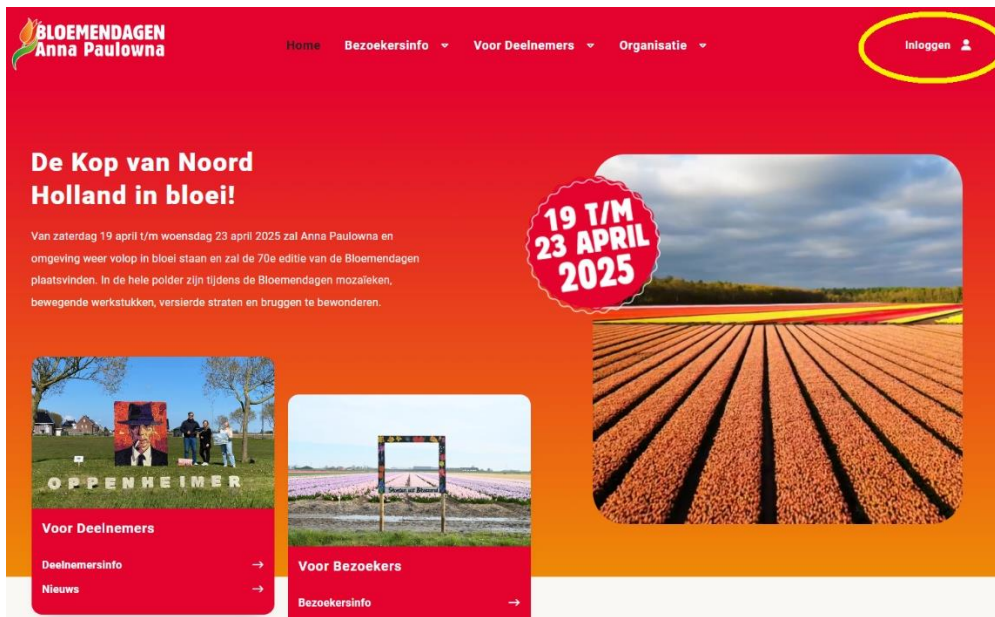 BLOEMENDAGEN
Anna Paulowna
Home
Bezoekersinfo
Voor Deelnemers
Organisatie
Inloggen
De Kop van Noord
Holland in bloei!
Van zaterdag 19 april t/m woensdag 23 april 2025 zal Anna Paulowna en
omgeving weer volop in bloei staan en zal de 70e editie van de Bloemendagen
plaatsvinden. In de hele polder zijn tijdens de Bloemendagen mozaïeken,
bewegende werkstukken, versierde straten en bruggen te bewonderen.
19 T/M
23 APRIL
2025
OPPENHEIMER
Voor Deelnemers
Deelnemersinfo
Nieuws
Voor Bezoekers
Bezoekersinfo